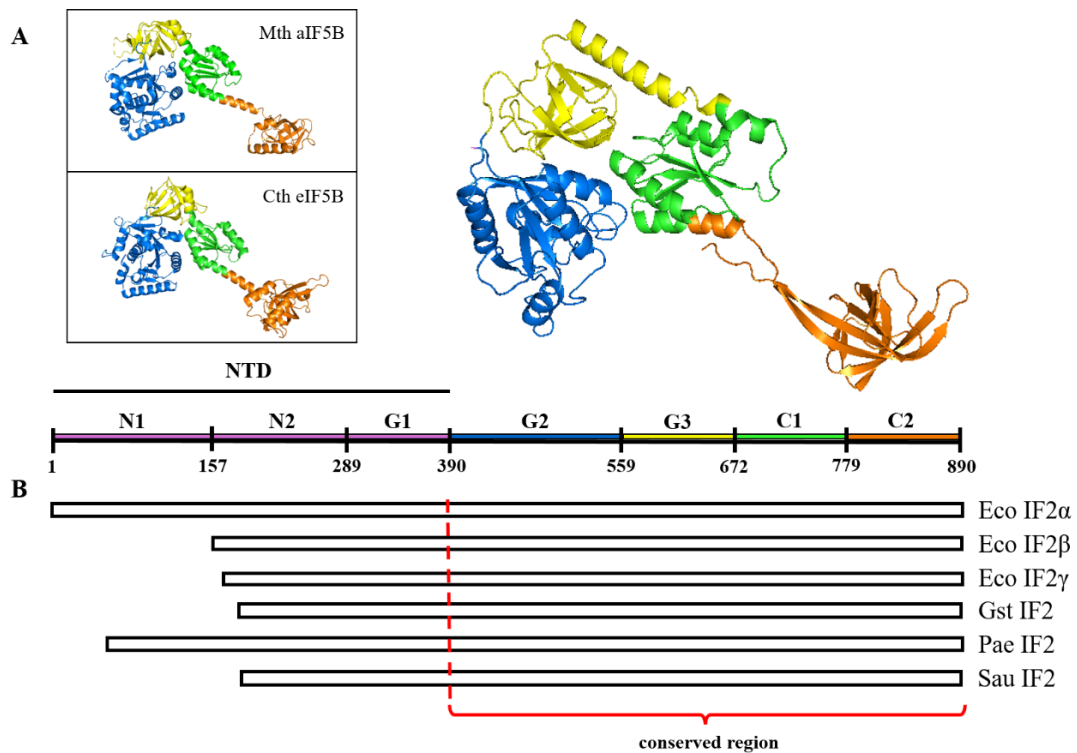 A
Mth aIF5B
Cth eIF5B
NTD
N1 N2 G1 G2 G3 C1 C2
1 157 289 390 559 672 779 890
B
Eco IF2α
Eco IF2β
Eco IF2γ
Gst IF2
Pae IF2
Sau IF2
conserved region